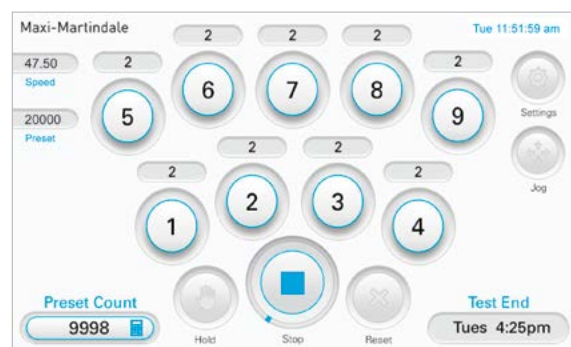 Maxi-Martindale
Tue 11:51:59 am
47.50
Speed
20000
Preset
2
2
2
2
2
5
6
7
8
9
Settings
Jog
2
2
2
2
1
2
3
4
Hold
Stop
Reset
Preset Count
9998
Test End
Tues 4:25pm